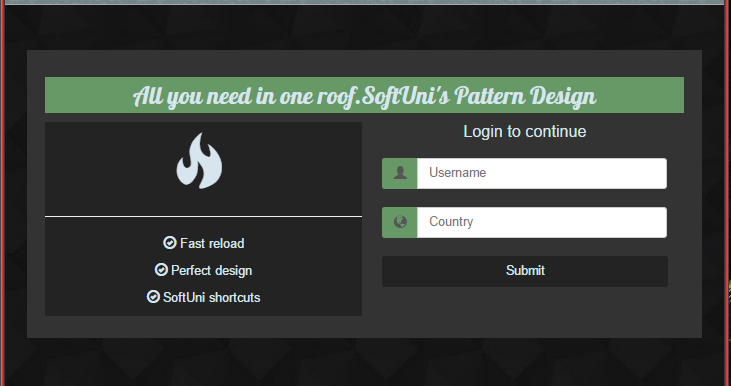 All you need in one roof.SoftUni's Pattern Design
Login to continue
Username
Country
Submit
Fast reload
Perfect design
SoftUni shortcuts